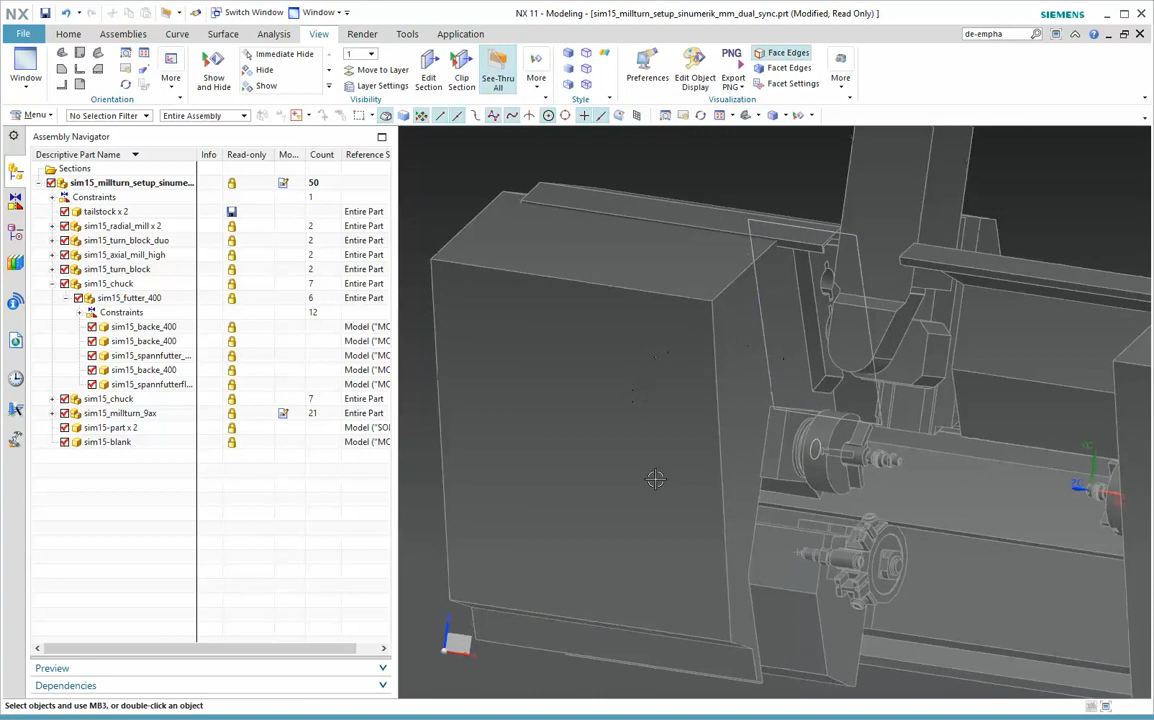 NX
Switch Window
Window
NX 11 - Modeling - [sim15_millturn_setup_sinumerik_mm_dual_sync.prt (Modified, Read Only) ]
SIEMENS
File
Home
Assemblies
Curve
Surface
Analysis
View
Render
Tools
Application
de-empha
Window
More
Show and Hide
Immediate Hide
Hide
Show
1
Move to Layer
Layer Settings
Edit Section
Clip Section
See-Thru All
More
Preferences
Edit Object Display
PNG
Export PNG
Face Edges
Facet Edges
Facet Settings
More
Orientation
Visibility
Style
Visualization
Menu
No Selection Filter
Entire Assembly
Assembly Navigator
Descriptive Part Name
Info
Read-only
Mo...
Count
Reference S
Sections
sim15_millturn_setup_sinume...
50
Constraints
1
tailstock x 2
Entire Part
sim15_radial_mill x 2
2
Entire Part
sim15_turn_block_duo
2
Entire Part
sim15_axial_mill_high
2
Entire Part
sim15_turn_block
2
Entire Part
sim15_chuck
7
Entire Part
sim15_futter_400
6
Entire Part
Constraints
12
sim15_backe_400
Model ("MC
sim15_backe_400
Model ("MC
sim15_spannfutter_...
Model ("MC
sim15_backe_400
Model ("MC
sim15_spannfutterfl...
Model ("MC
sim15_chuck
7
Entire Part
sim15_millturn_9ax
21
Entire Part
sim15-part x 2
Model ("SOI
sim15-blank
Model ("MC
YC
ZC
Preview
Dependencies
Select objects and use MB3, or double-click an object